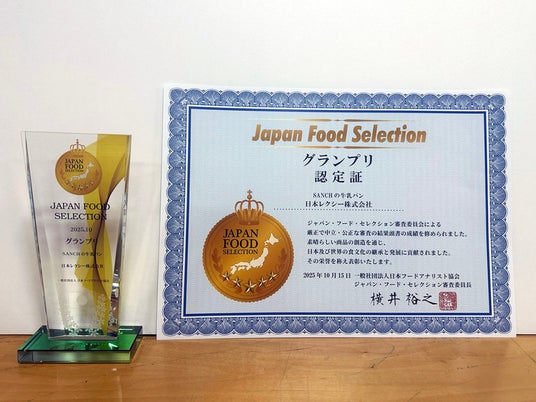 JAPAN
FOOD
SELECTION
JAPAN FOOD
SELECTION
2025.10
グランプリ
SANCHの牛乳パン
日本レクシー株式会社
Japan Food Selection
グランプリ
認定証
SANCHの牛乳パン
日本レクシー株式会社
JAPAN
FOOD
SELECTION
ジャパン・フード・セレクション審査委員会による
厳正で中立・公正な審査の結果頭書の成績を修められました。
素晴らしい商品の創造を通じ、
日本及び世界の食文化の継承と発展に貢献されました。
その栄誉を称え表彰いたします。
2025年10月15日 一般社団法人日本フードアナリスト協会
ジャパン・フード・セレクション審査委員長
横井裕之